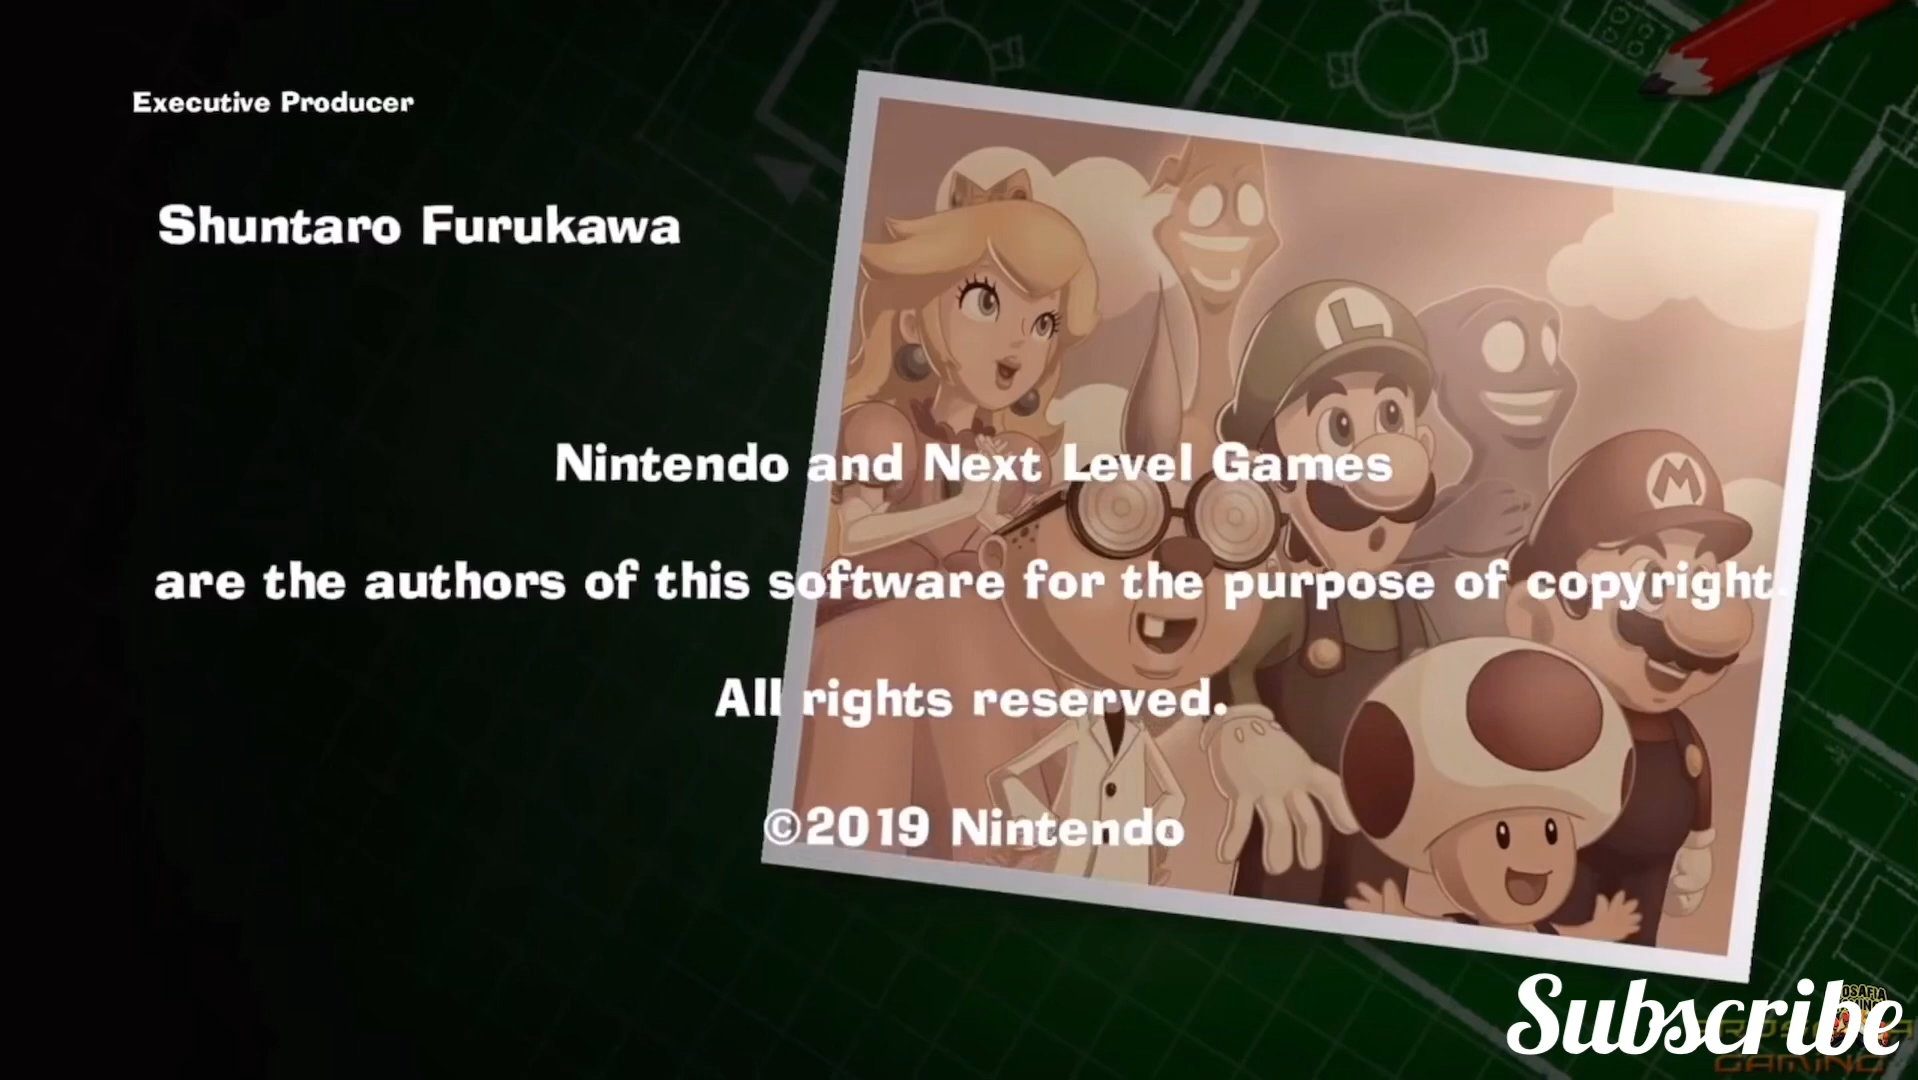 Executive Producer
Shuntaro Furukawa
Nintendo and Next Level Games
are the authors of this software for the purpose of copyright.
All rights reserved.
©2019 Nintendo
L
M
Subscribe
GAMING